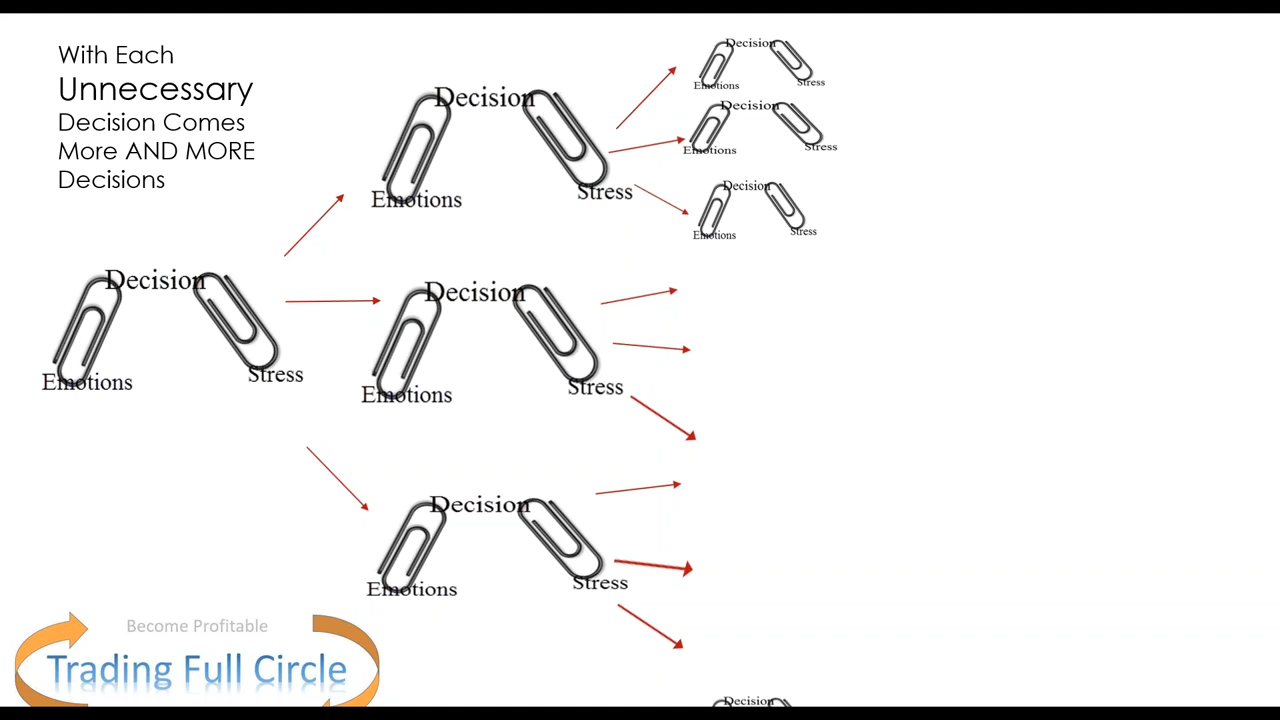 With Each
Unnecessary
Decision Comes
More AND MORE
Decisions
Decision
Emotions
Stress
Decision
Emotions
Stress
Decision
Emotions
Stress
Decision
Emotions
Stress
Decision
Emotions
Stress
Decision
Emotions
Stress
Decision
Emotions
Stress
Decision
Become Profitable
Trading Full Circle